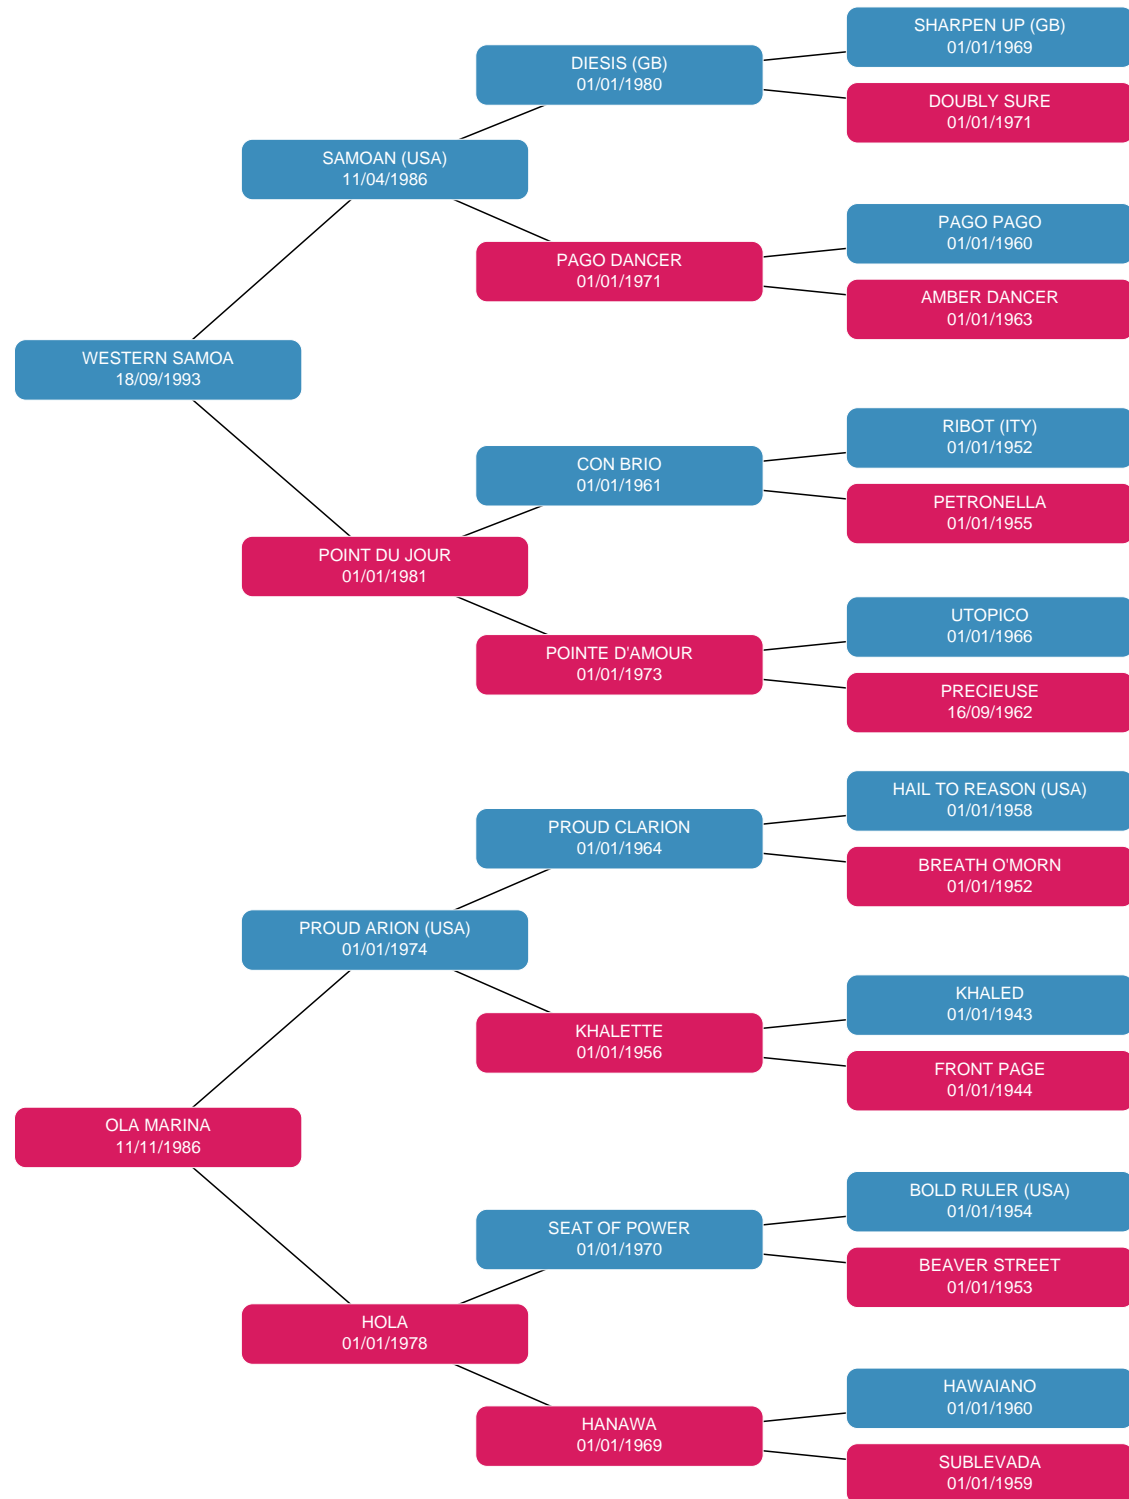 SHARPEN UP (GB)
01/01/1969
DIESIS (GB)
01/01/1980
DOUBLY SURE
01/01/1971
SAMOAN (USA)
11/04/1986
PAGO PAGO
01/01/1960
PAGO DANCER
01/01/1971
AMBER DANCER
01/01/1963
WESTERN SAMOA
18/09/1993
RIBOT (ITY)
01/01/1952
CON BRIO
01/01/1961
PETRONELLA
01/01/1955
POINT DU JOUR
01/01/1981
UTOPICO
01/01/1966
POINTE D'AMOUR
01/01/1973
PRECIEUSE
16/09/1962
HAIL TO REASON (USA)
01/01/1958
PROUD CLARION
01/01/1964
BREATH O'MORN
01/01/1952
PROUD ARION (USA)
01/01/1974
KHALED
01/01/1943
KHALETTE
01/01/1956
FRONT PAGE
01/01/1944
OLA MARINA
11/11/1986
BOLD RULER (USA)
01/01/1954
SEAT OF POWER
01/01/1970
BEAVER STREET
01/01/1953
HOLA
01/01/1978
HAWAIANO
01/01/1960
HANAWA
01/01/1969
SUBLEVADA
01/01/1959